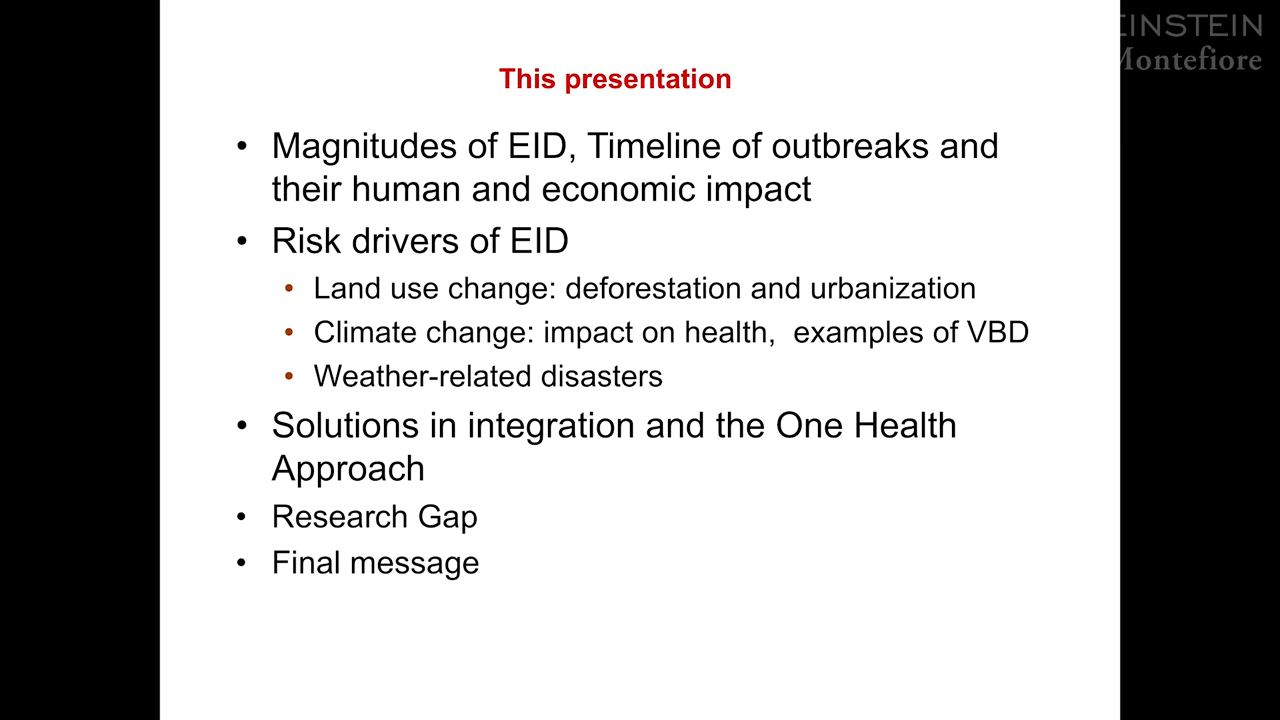 EINSTEIN
Montefiore
This presentation
• Magnitudes of EID, Timeline of outbreaks and
their human and economic impact
• Risk drivers of EID
• Land use change: deforestation and urbanization
• Climate change: impact on health,  examples of VBD
• Weather-related disasters
• Solutions in integration and the One Health
Approach
• Research Gap
• Final message